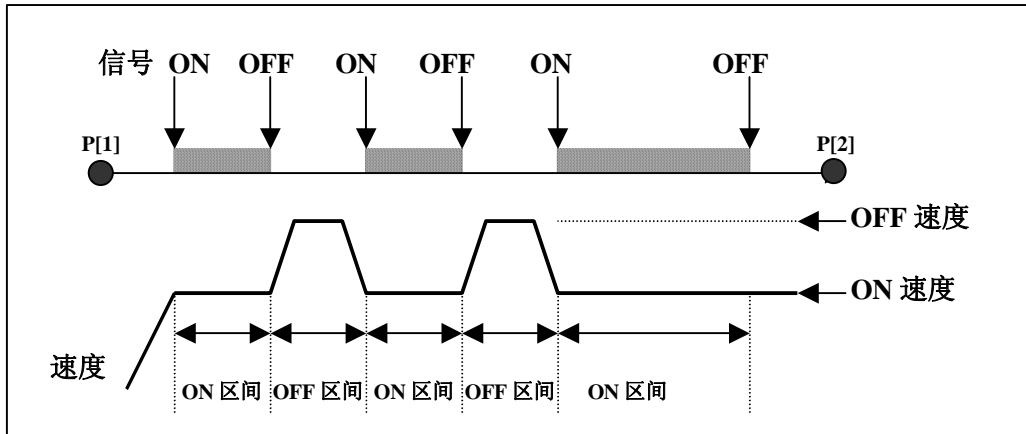 信号 ON OFF ON OFF ON OFF
P[1] P[2]
OFF 速度
ON 速度
速度
ON 区间 OFF 区间 ON 区间 OFF 区间 ON 区间